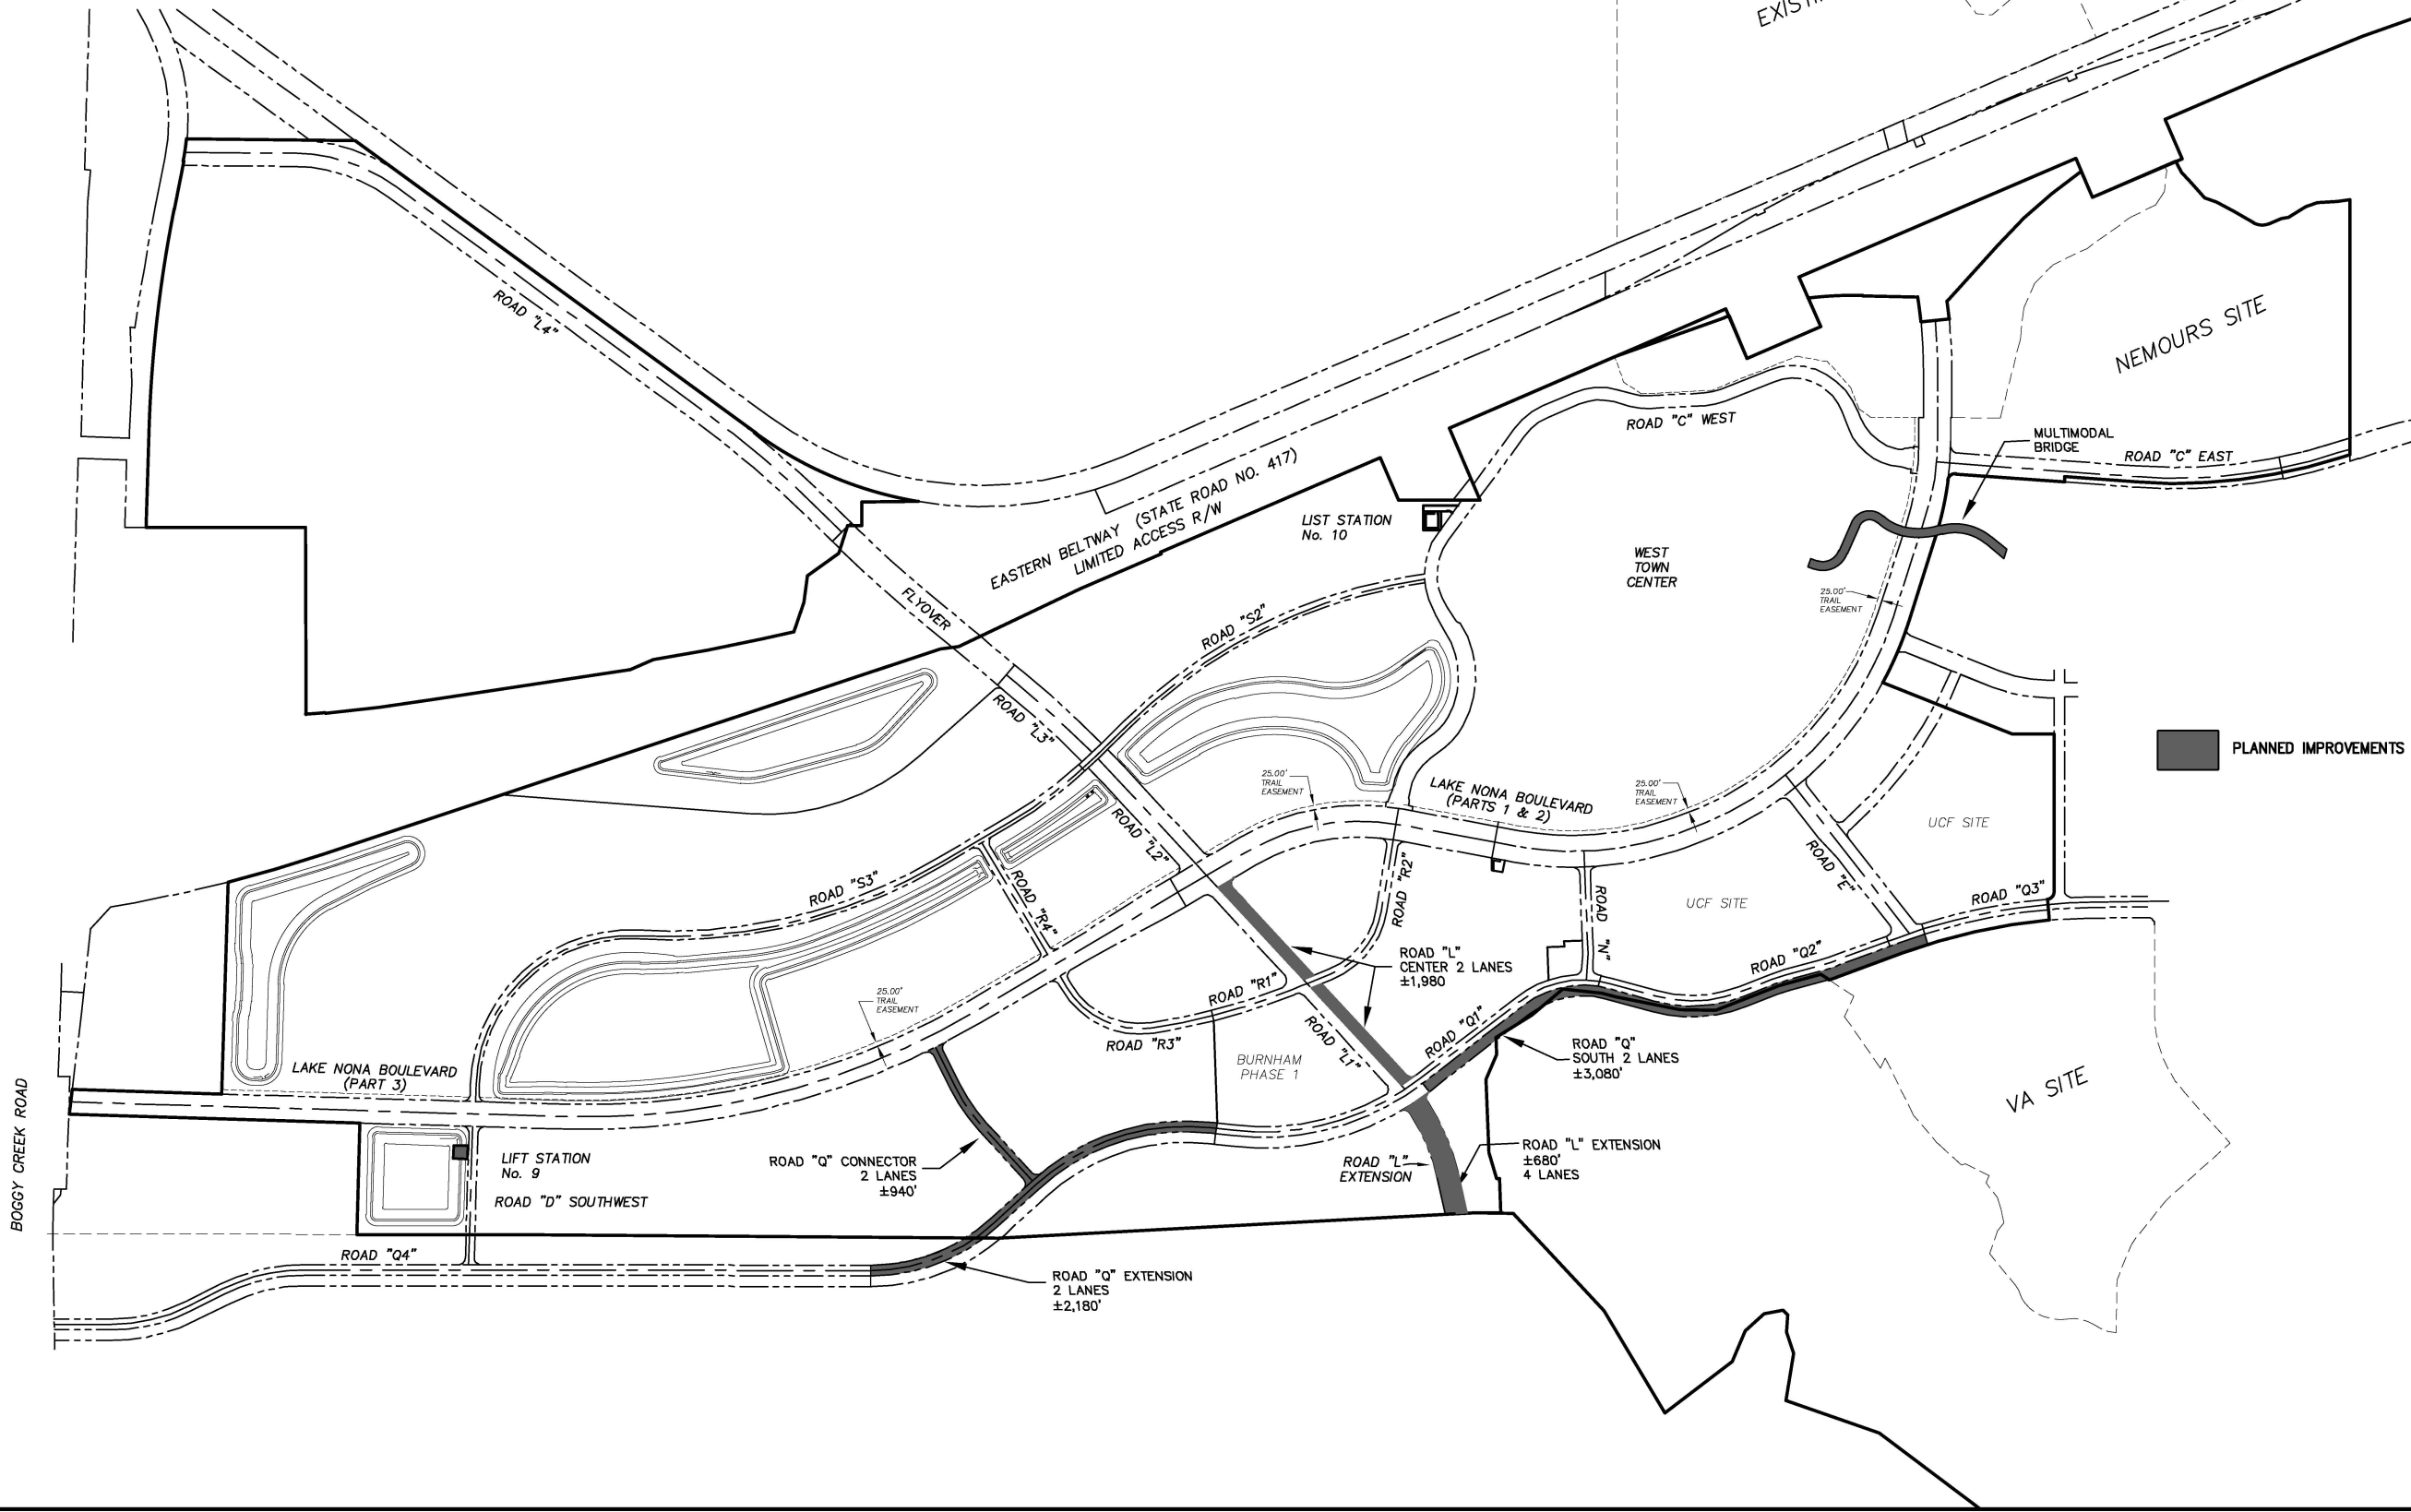 EXISTI
ROAD "L4"
NEMOURS SITE
ROAD "C" WEST
MULTIMODAL
BRIDGE
ROAD "C" EAST
EASTERN BELTWAY (STATE ROAD NO. 417)
LIMITED ACCESS R/W
LIST STATION
No. 10
WEST
TOWN
CENTER
25.00'
TRAIL
EASEMENT
FLYOVER
ROAD "S2"
ROAD "L3"
PLANNED IMPROVEMENTS
25.00'
TRAIL
EASEMENT
LAKE NONA BOULEVARD
(PARTS 1 & 2)
25.00'
TRAIL
EASEMENT
ROAD "L2"
UCF SITE
ROAD "E"
ROAD "S3"
ROAD "R4"
ROAD "R2"
ROAD "N"
UCF SITE
ROAD "Q3"
ROAD "L"
CENTER 2 LANES
±1,980
ROAD "Q2"
25.00'
TRAIL
EASEMENT
ROAD "R1"
ROAD "R3"
ROAD "L1"
ROAD "Q1"
BURNHAM
PHASE 1
ROAD "Q"
SOUTH 2 LANES
±3,080'
LAKE NONA BOULEVARD
(PART 3)
VA SITE
BOGGY CREEK ROAD
LIFT STATION
No. 9
ROAD "D" SOUTHWEST
ROAD "Q" CONNECTOR
2 LANES
±940'
ROAD "L"
EXTENSION
ROAD "L" EXTENSION
±680'
4 LANES
ROAD "Q4"
ROAD "Q" EXTENSION
2 LANES
±2,180'